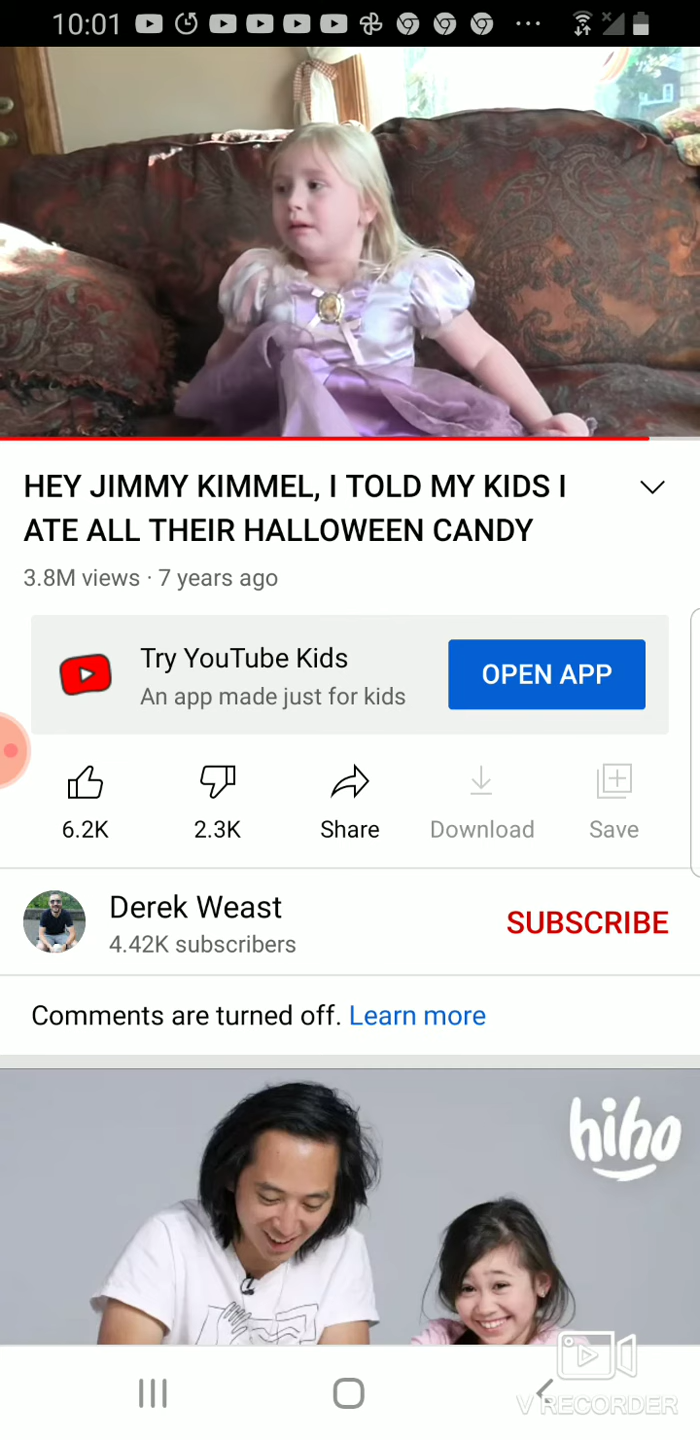 10:01
HEY JIMMY KIMMEL, I TOLD MY KIDS I
ATE ALL THEIR HALLOWEEN CANDY
3.8M views · 7 years ago
Try YouTube Kids
An app made just for kids
OPEN APP
6.2K
2.3K
Share
Download
Save
Derek Weast
4.42K subscribers
SUBSCRIBE
Comments are turned off. Learn more
hiho
V RECORDER